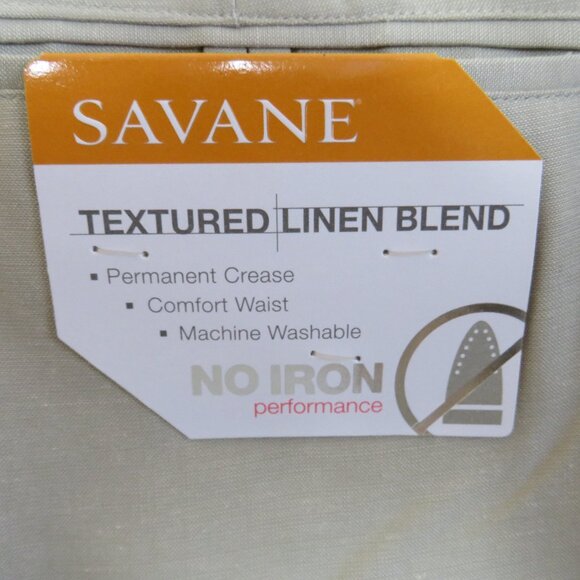 SAVANE®
TEXTURED LINEN BLEND
▪ Permanent Crease
▪ Comfort Waist
▪ Machine Washable
NO IRON
performance